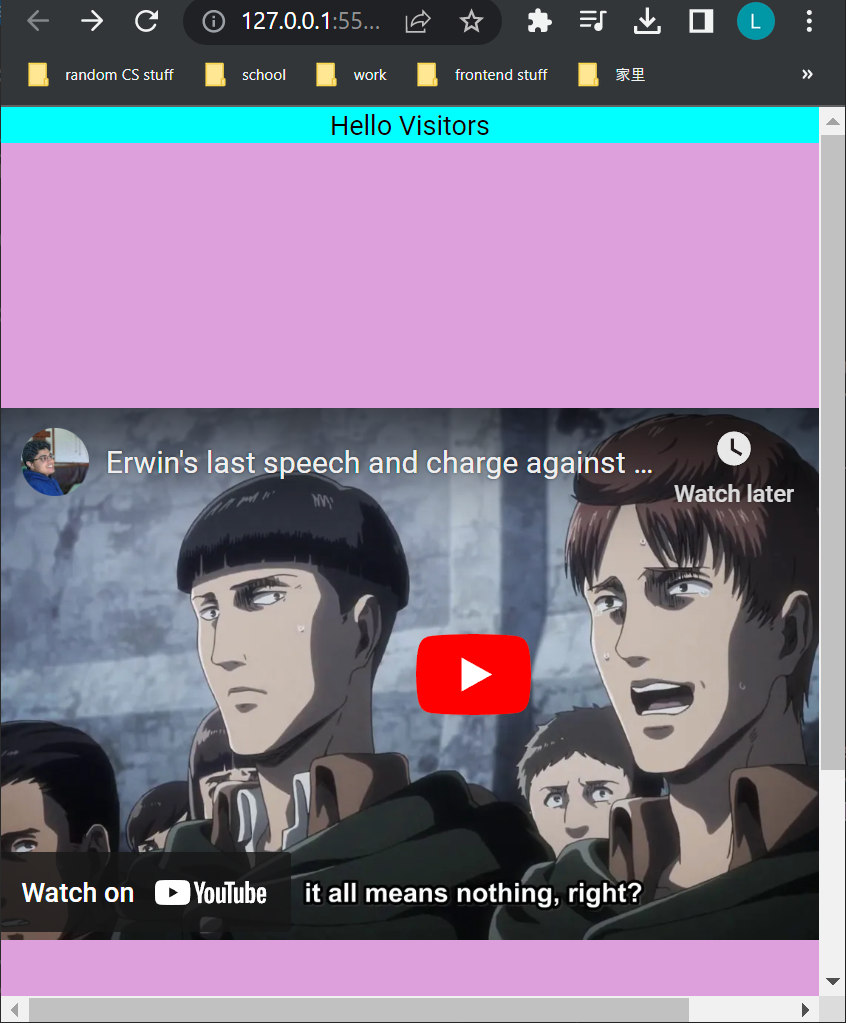 127.0.0.1:55...
L
random CS stuff
school
work
frontend stuff
家里
»
Hello Visitors
Erwin's last speech and charge against ...
Watch later
Watch on YouTube
it all means nothing, right?